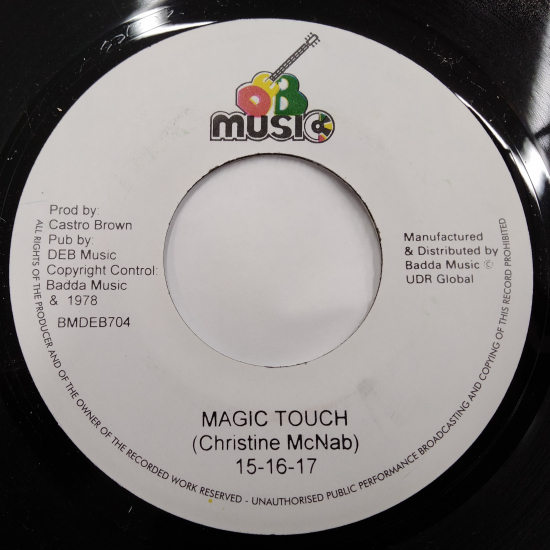 DEB
MUSIC
Prod by:
Castro Brown
Pub by:
DEB Music
Copyright Control:
Badda Music
& 1978
BMDEB704
Manufactured
& Distributed by
Badda Music ©
UDR Global
MAGIC TOUCH
(Christine McNab)
15-16-17
ALL RIGHTS OF THE PRODUCER AND OF THE OWNER OF THE RECORDED WORK RESERVED - UNAUTHORISED PUBLIC PERFORMANCE BROADCASTING AND COPYING OF THIS RECORD PROHIBITED